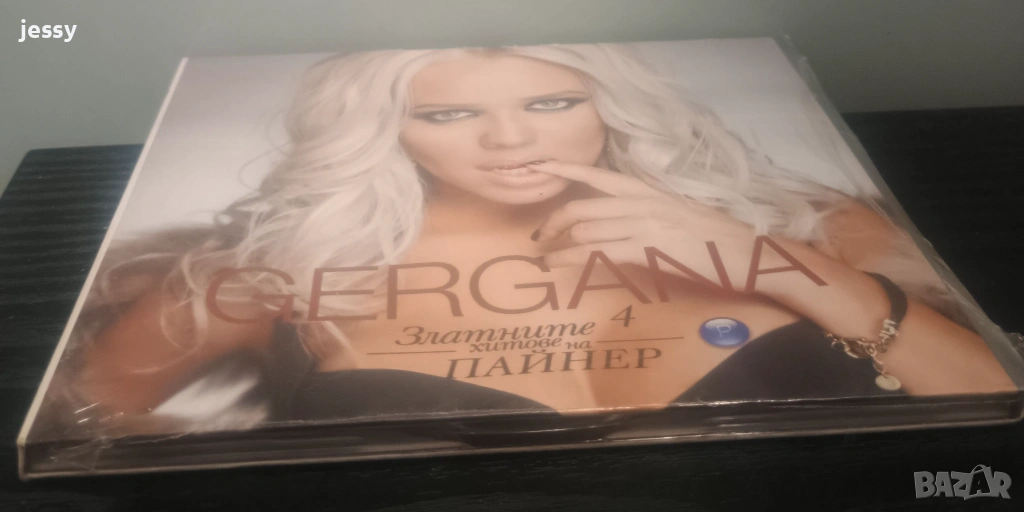 jessy
GERGANA
Златните 4
хитове на
ПАЙНЕР
P
BAZAR